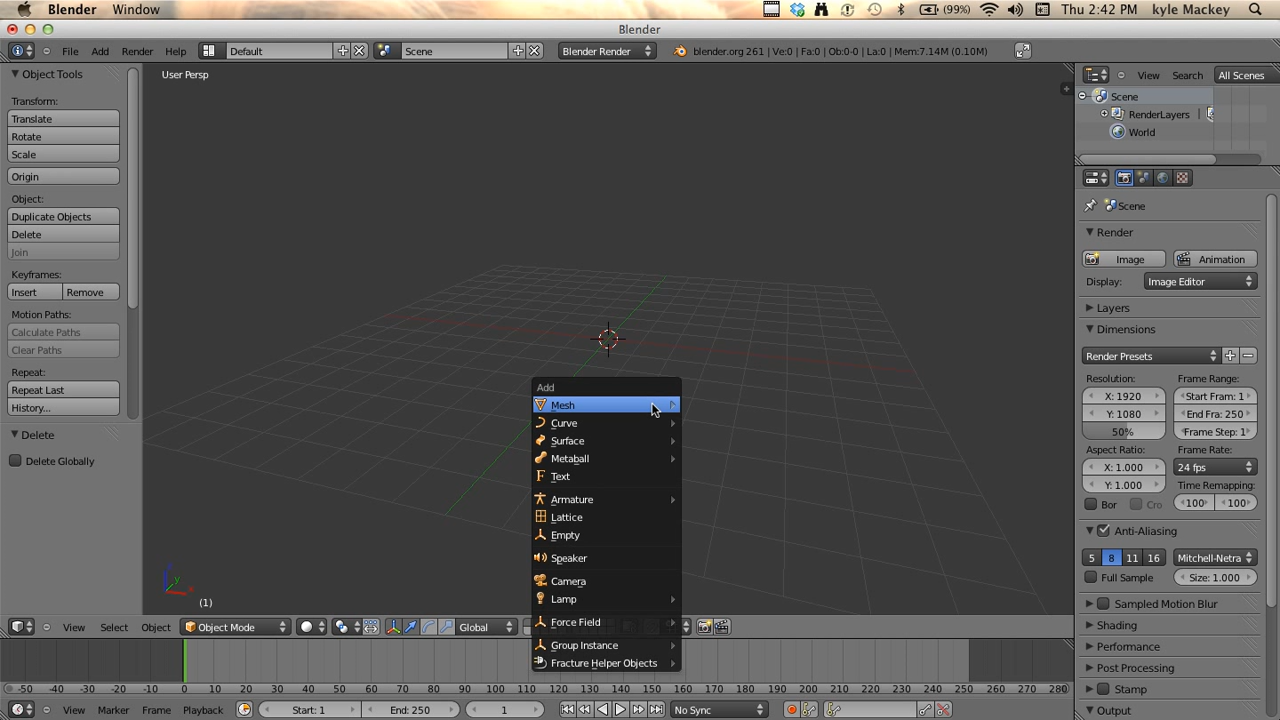 Blender Window (99%) Thu 2:42 PM kyle Mackey
Blender
File Add Render Help Default Scene Blender Render blender.org 261 | Ve:0 | Fa:0 | Ob:0-0 | La:0 | Mem:7.14M (0.10M)
Object Tools
Transform:
Translate
Rotate
Scale
Origin
Object:
Duplicate Objects
Delete
Join
Keyframes:
Insert Remove
Motion Paths:
Calculate Paths
Clear Paths
Repeat:
Repeat Last
History...
Delete
Delete Globally
User Persp
(1)
Add
Mesh
Curve
Surface
Metaball
Text
Armature
Lattice
Empty
Speaker
Camera
Lamp
Force Field
Group Instance
Fracture Helper Objects
View Search All Scenes
Scene
RenderLayers
World
Scene
Render
Image Animation
Display: Image Editor
Layers
Dimensions
Render Presets
Resolution: Frame Range:
X: 1920 Start Fram: 1
Y: 1080 End Fra: 250
50% Frame Step: 1
Aspect Ratio: Frame Rate:
X: 1.000 24 fps
Y: 1.000 Time Remapping:
Bor Cro 100 100
Anti-Aliasing
5 8 11 16 Mitchell-Netra
Full Sample Size: 1.000
Sampled Motion Blur
Shading
Performance
Post Processing
Stamp
Output
View Select Object Object Mode Global
-50 -40 -30 -20 -10 0 10 20 30 40 50 60 70 80 90 100 110 120 130 140 150 160 170 180 190 200 210 220 230 240 250 260 270 280
View Marker Frame Playback Start: 1 End: 250 1 No Sync